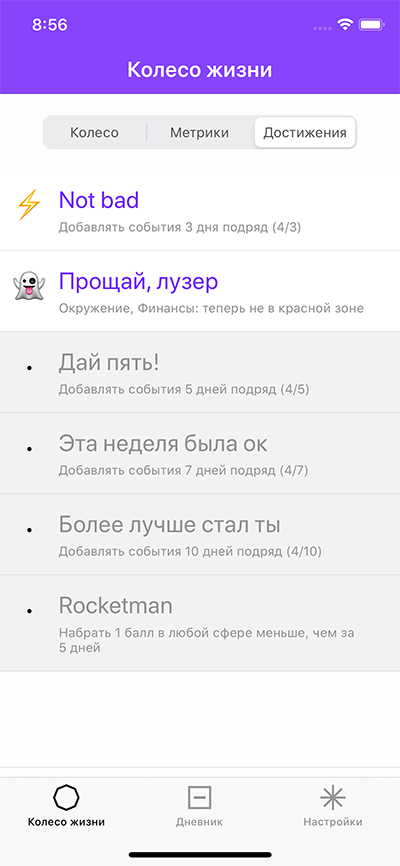 8:56
Колесо жизни
Колесо
Метрики
Достижения
Not bad
Добавлять события 3 дня подряд (4/3)
Прощай, лузер
Окружение, Финансы: теперь не в красной зоне
Дай пять!
Добавлять события 5 дней подряд (4/5)
Эта неделя была ок
Добавлять события 7 дней подряд (4/7)
Более лучше стал ты
Добавлять события 10 дней подряд (4/10)
Rocketman
Набрать 1 балл в любой сфере меньше, чем за
5 дней
Колесо жизни
Дневник
Настройки